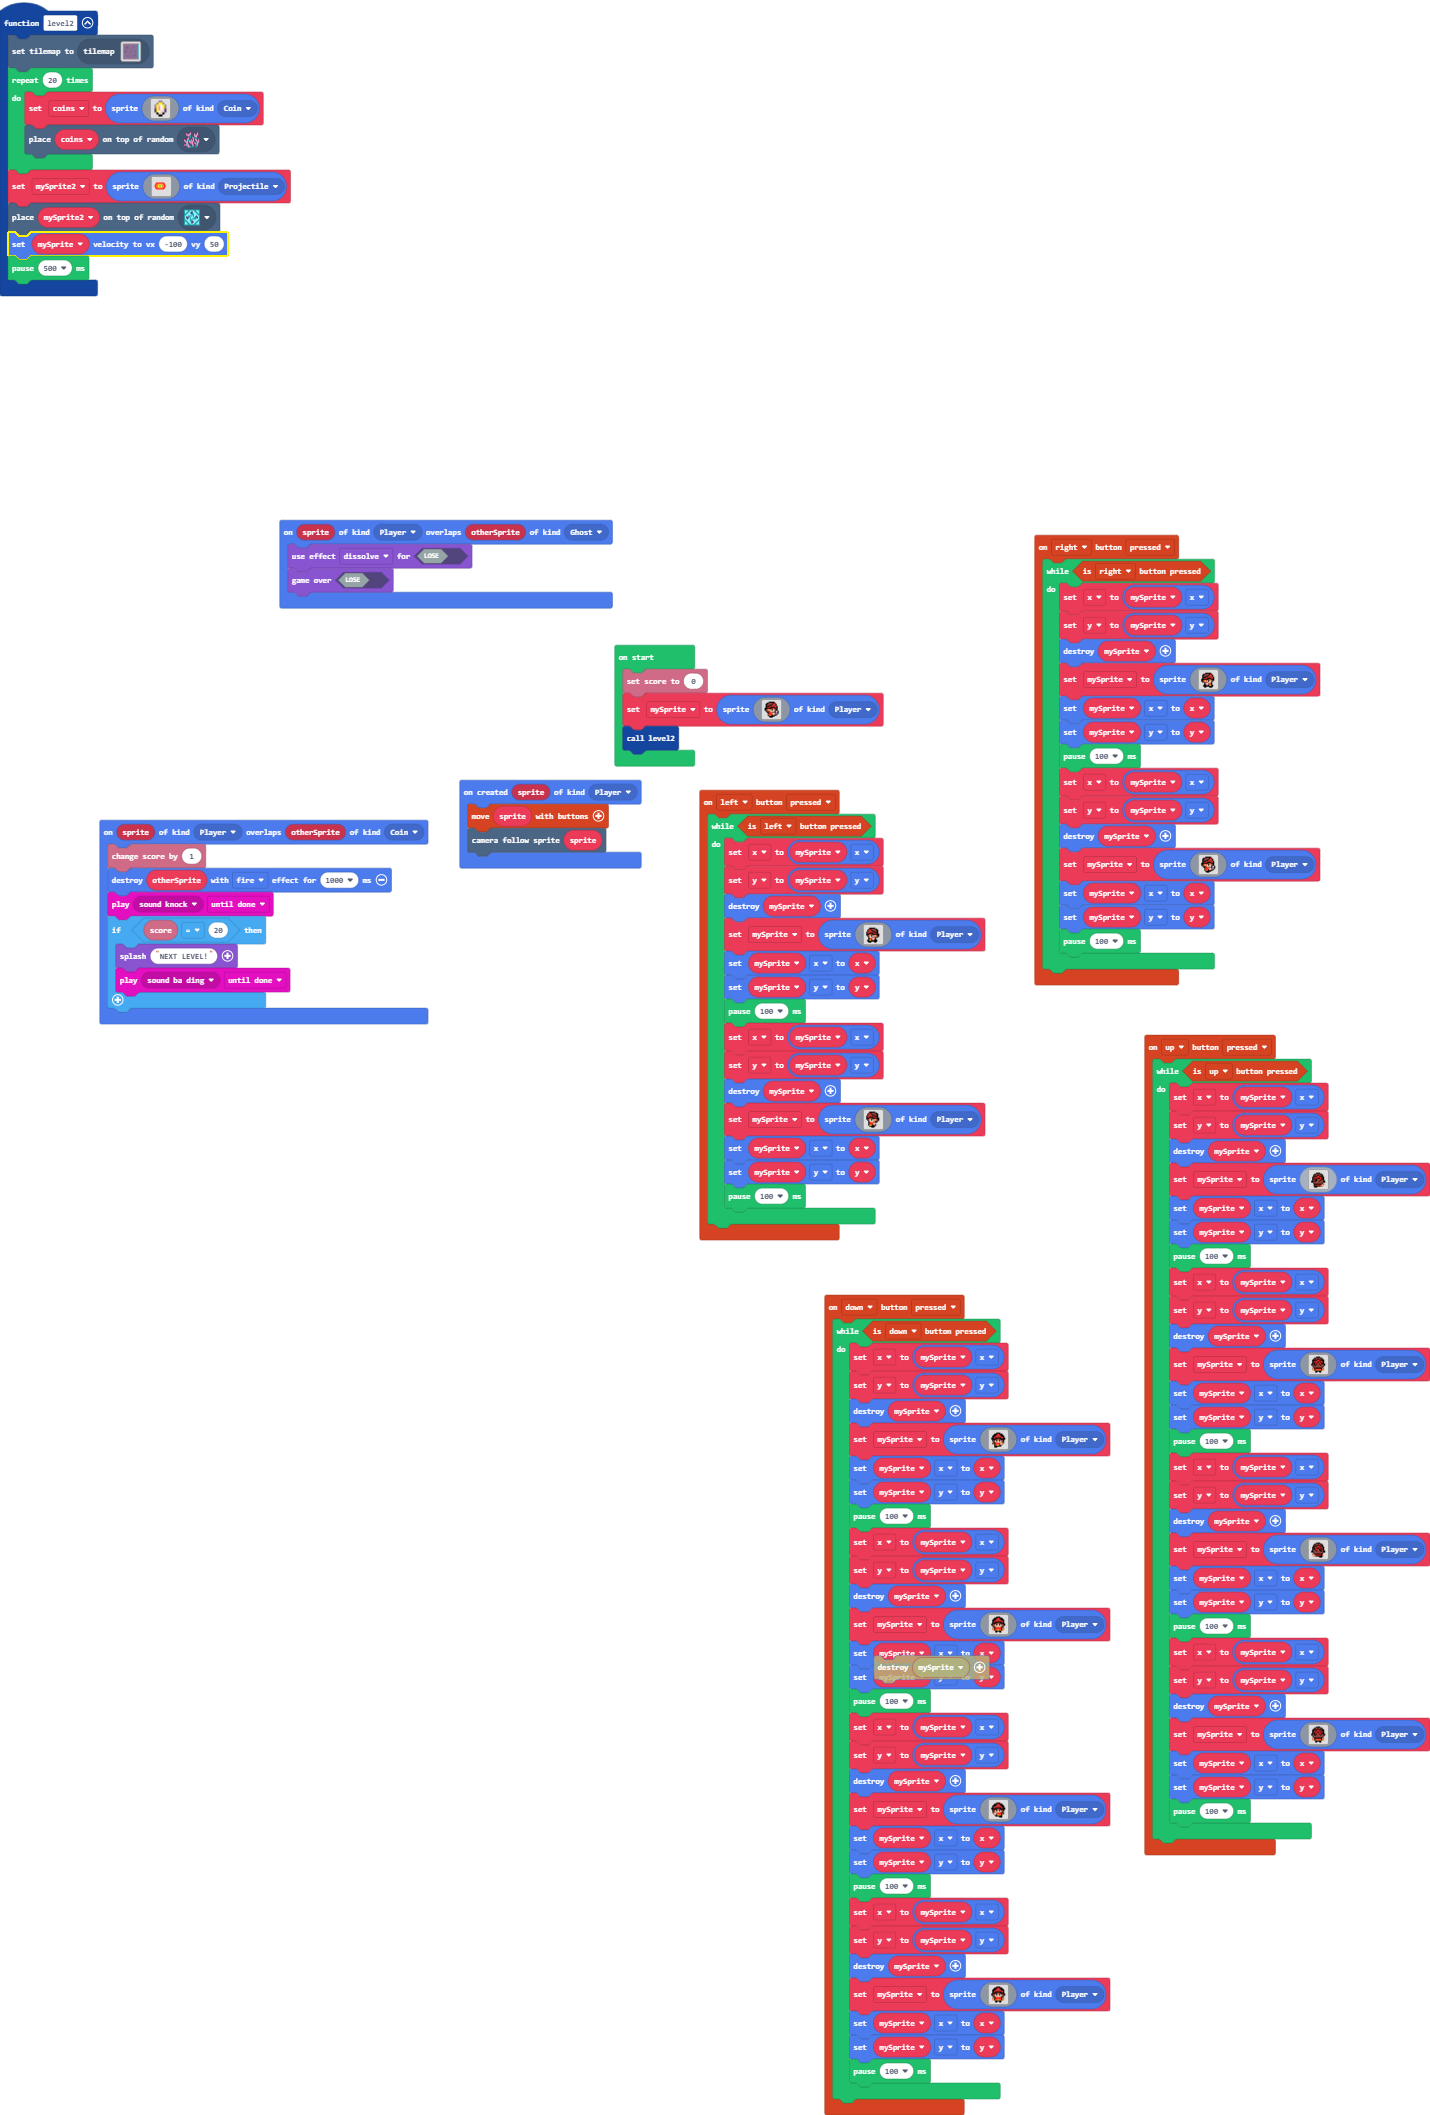 function level2
set tilemap to tilemap
repeat 20 times
do
set coins to sprite of kind Coin
place coins on top of random
set mySprite2 to sprite of kind Projectile
place mySprite2 on top of random
set mySprite velocity to vx -100 vy 50
pause 500 ms
on sprite of kind Player overlaps otherSprite of kind Ghost
use effect dissolve for LOSE
game over LOSE
on start
set score to 0
set mySprite to sprite of kind Player
call level2
on created sprite of kind Player
move sprite with buttons
camera follow sprite sprite
on sprite of kind Player overlaps otherSprite of kind Coin
change score by 1
destroy otherSprite with fire effect for 1000 ms
play sound knock until done
if score = 20 then
splash "NEXT LEVEL!"
play sound ba ding until done
on left button pressed
while is left button pressed
do
set x to mySprite x
set y to mySprite y
destroy mySprite
set mySprite to sprite of kind Player
set mySprite x to x
set mySprite y to y
pause 100 ms
set x to mySprite x
set y to mySprite y
destroy mySprite
set mySprite to sprite of kind Player
set mySprite x to x
set mySprite y to y
pause 100 ms
on right button pressed
while is right button pressed
do
set x to mySprite x
set y to mySprite y
destroy mySprite
set mySprite to sprite of kind Player
set mySprite x to x
set mySprite y to y
pause 100 ms
set x to mySprite x
set y to mySprite y
destroy mySprite
set mySprite to sprite of kind Player
set mySprite x to x
set mySprite y to y
pause 100 ms
on up button pressed
while is up button pressed
do
set x to mySprite x
set y to mySprite y
destroy mySprite
set mySprite to sprite of kind Player
set mySprite x to x
set mySprite y to y
pause 100 ms
set x to mySprite x
set y to mySprite y
destroy mySprite
set mySprite to sprite of kind Player
set mySprite x to x
set mySprite y to y
pause 100 ms
set x to mySprite x
set y to mySprite y
destroy mySprite
set mySprite to sprite of kind Player
set mySprite x to x
set mySprite y to y
pause 100 ms
set x to mySprite x
set y to mySprite y
destroy mySprite
set mySprite to sprite of kind Player
set mySprite x to x
set mySprite y to y
pause 100 ms
on down button pressed
while is down button pressed
do
set x to mySprite x
set y to mySprite y
destroy mySprite
set mySprite to sprite of kind Player
set mySprite x to x
set mySprite y to y
pause 100 ms
set x to mySprite x
set y to mySprite y
destroy mySprite
set mySprite to sprite of kind Player
set mySprite x to x
destroy mySprite
set
pause 100 ms
set x to mySprite x
set y to mySprite y
destroy mySprite
set mySprite to sprite of kind Player
set mySprite x to x
set mySprite y to y
pause 100 ms
set x to mySprite x
set y to mySprite y
destroy mySprite
set mySprite to sprite of kind Player
set mySprite x to x
set mySprite y to y
pause 100 ms